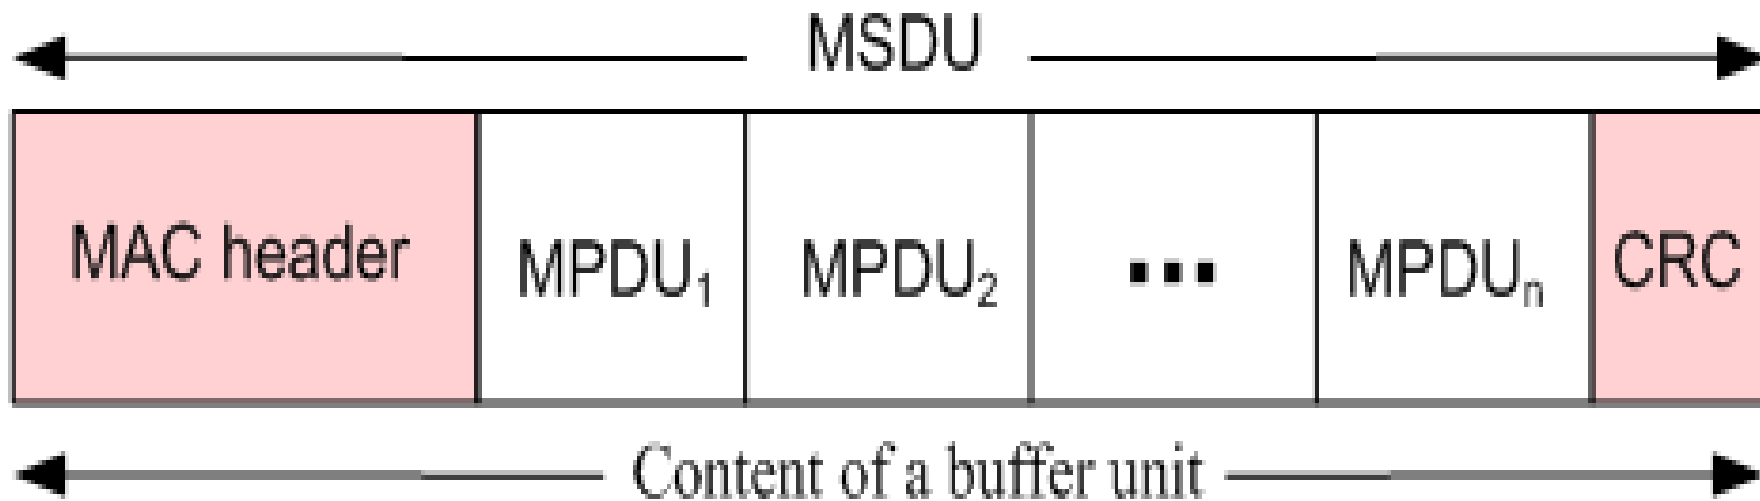 MSDU
MAC header MPDU₁ MPDU₂ ... MPDUₙ CRC
Content of a buffer unit